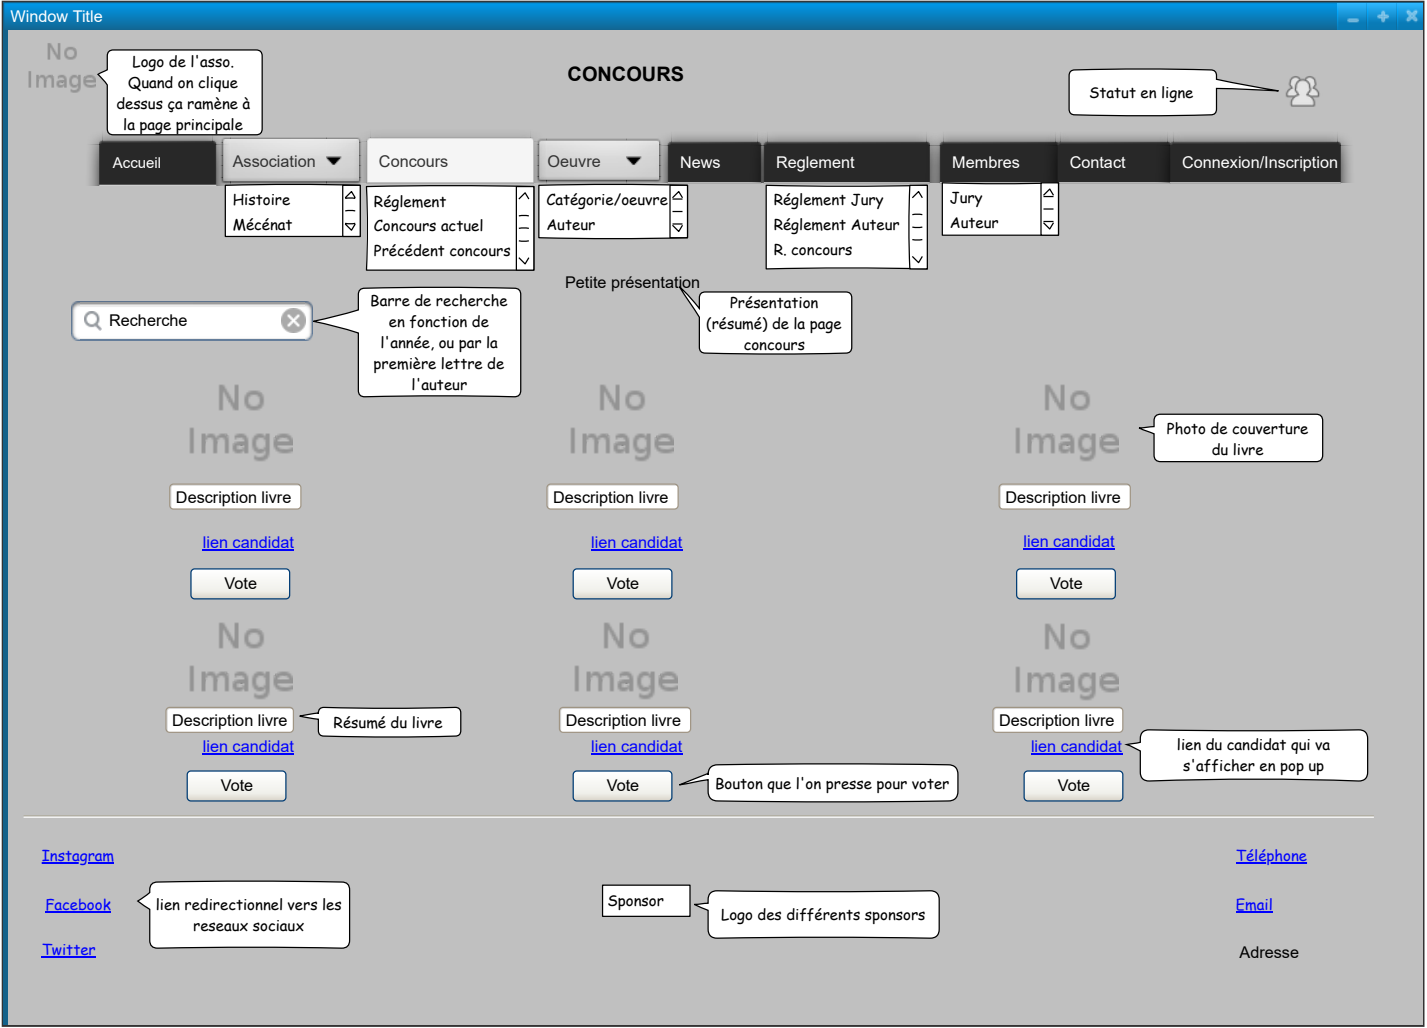 Window Title
No
Image
Logo de l'asso.
Quand on clique
dessus ça ramène à
la page principale
CONCOURS
Statut en ligne
Accueil
Association
Concours
Oeuvre
News
Reglement
Membres
Contact
Connexion/Inscription
Histoire
Mécénat
Réglement
Concours actuel
Précédent concours
Catégorie/oeuvre
Auteur
Réglement Jury
Réglement Auteur
R. concours
Jury
Auteur
Petite présentation
Présentation
(résumé) de la page
concours
Recherche
Barre de recherche
en fonction de
l'année, ou par la
première lettre de
l'auteur
No
Image
No
Image
No
Image
Photo de couverture
du livre
Description livre
Description livre
Description livre
lien candidat
lien candidat
lien candidat
Vote
Vote
Vote
No
Image
No
Image
No
Image
Description livre
Résumé du livre
Description livre
Description livre
lien candidat
lien candidat
lien candidat
lien du candidat qui va
s'afficher en pop up
Vote
Vote
Bouton que l'on presse pour voter
Vote
Instagram
Facebook
Twitter
lien redirectionnel vers les
reseaux sociaux
Sponsor
Logo des différents sponsors
Téléphone
Email
Adresse